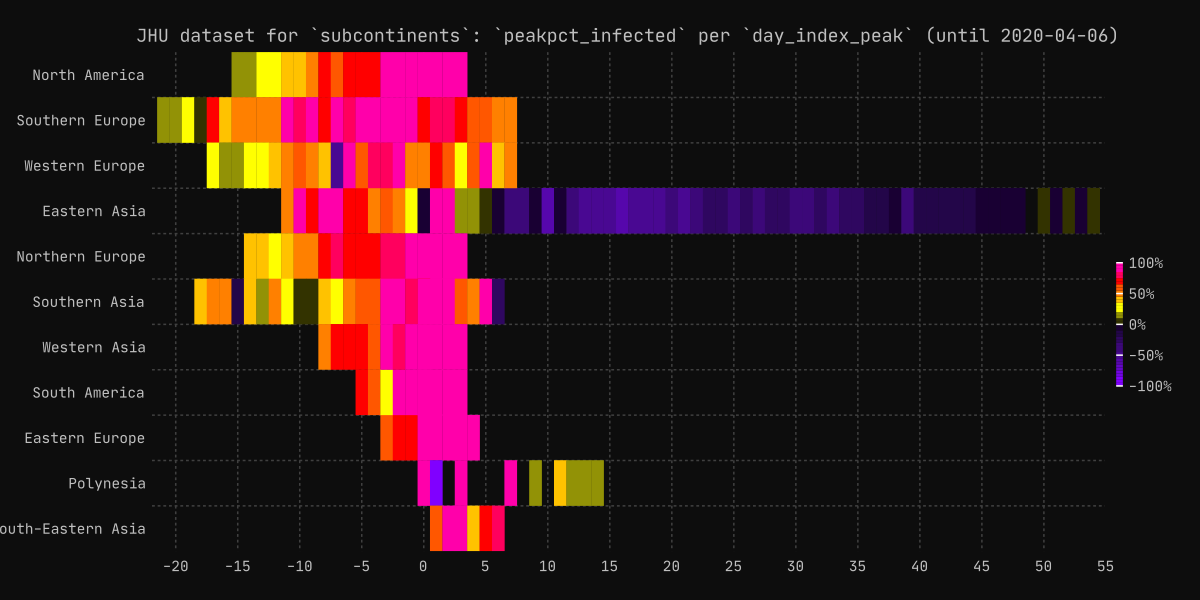 JHU dataset for `subcontinents`: `peakpct_infected` per `day_index_peak` (until 2020-04-06)
North America
Southern Europe
Western Europe
Eastern Asia
Northern Europe
Southern Asia
Western Asia
South America
Eastern Europe
Polynesia
outh-Eastern Asia
100%
50%
0%
-50%
-100%
-20 -15 -10 -5 0 5 10 15 20 25 30 35 40 45 50 55